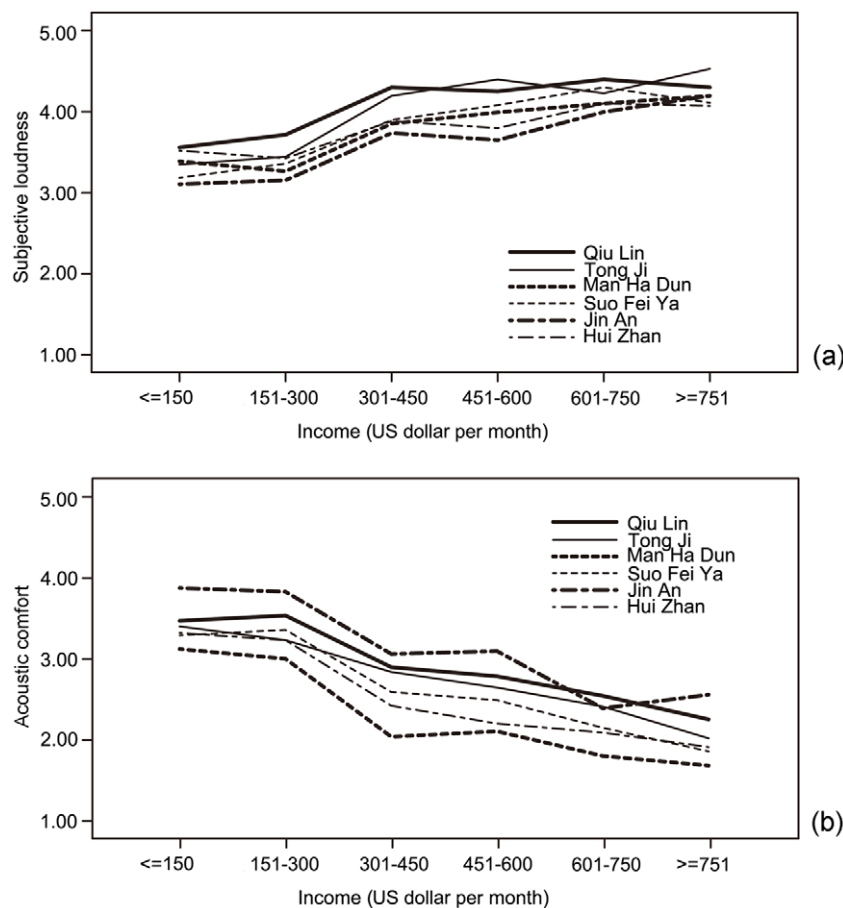 5.00
4.00
3.00
2.00
1.00
Subjective loudness
Qiu Lin
Tong Ji
Man Ha Dun
Suo Fei Ya
Jin An
Hui Zhan
(a)
<=150 151-300 301-450 451-600 601-750 >=751
Income (US dollar per month)
5.00
4.00
3.00
2.00
1.00
Acoustic comfort
Qiu Lin
Tong Ji
Man Ha Dun
Suo Fei Ya
Jin An
Hui Zhan
(b)
<=150 151-300 301-450 451-600 601-750 >=751
Income (US dollar per month)